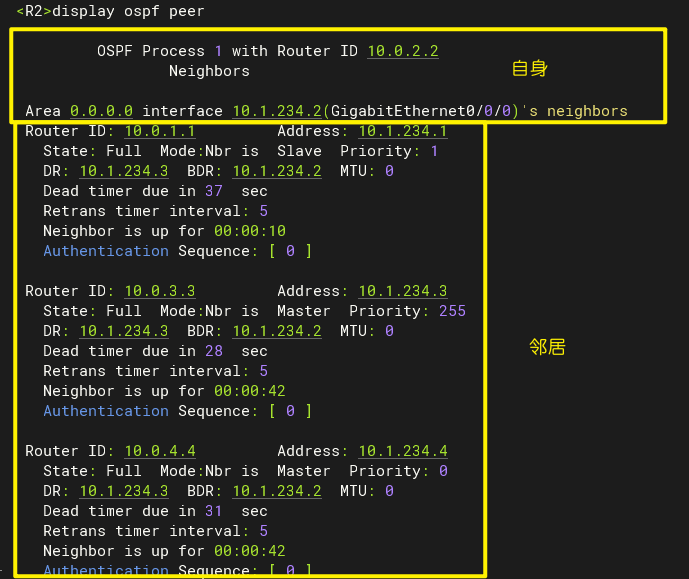 <R2>display ospf peer
OSPF Process 1 with Router ID 10.0.2.2
Neighbors
自身
Area 0.0.0.0 interface 10.1.234.2(GigabitEthernet0/0/0)'s neighbors
Router ID: 10.0.1.1 Address: 10.1.234.1
State: Full Mode:Nbr is Slave Priority: 1
DR: 10.1.234.3 BDR: 10.1.234.2 MTU: 0
Dead timer due in 37 sec
Retrans timer interval: 5
Neighbor is up for 00:00:10
Authentication Sequence: [ 0 ]
Router ID: 10.0.3.3 Address: 10.1.234.3
State: Full Mode:Nbr is Master Priority: 255
DR: 10.1.234.3 BDR: 10.1.234.2 MTU: 0
邻居
Dead timer due in 28 sec
Retrans timer interval: 5
Neighbor is up for 00:00:42
Authentication Sequence: [ 0 ]
Router ID: 10.0.4.4 Address: 10.1.234.4
State: Full Mode:Nbr is Master Priority: 0
DR: 10.1.234.3 BDR: 10.1.234.2 MTU: 0
Dead timer due in 31 sec
Retrans timer interval: 5
Neighbor is up for 00:00:42
Authentication Sequence: [ 0 ]